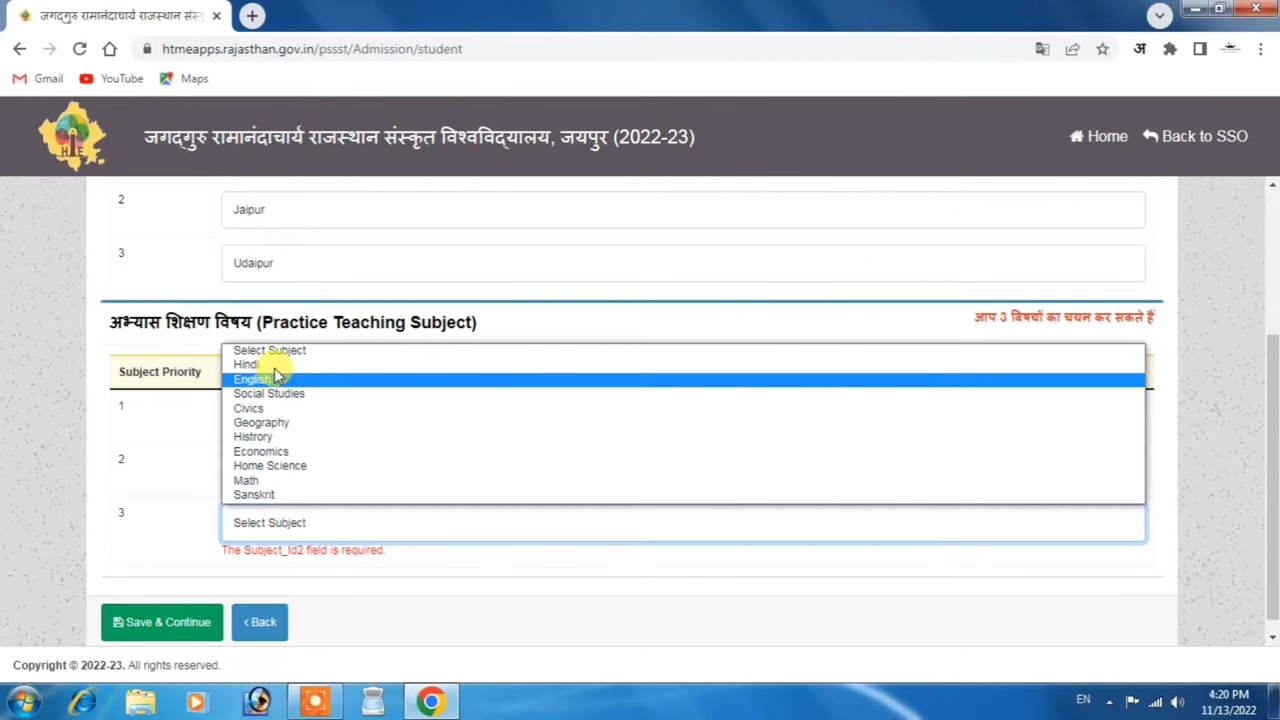 जगद्गुरु रामानंदाचार्य राजस्थान संस्
htmeapps.rajasthan.gov.in/pssst/Admission/student
अ
Gmail
YouTube
Maps
जगद्गुरु रामानंदाचार्य राजस्थान संस्कृत विश्वविद्यालय, जयपुर (2022-23)
Home
Back to SSO
HTE
2
Jaipur
3
Udaipur
अभ्यास शिक्षण विषय (Practice Teaching Subject)
आप 3 विषयों का चयन कर सकते हैं
Subject Priority
Select Subject
Hindi
English
Social Studies
Civics
Geography
Histrory
Economics
Home Science
Math
Sanskrit
1
2
3
Select Subject
The Subject_Id2 field is required.
Save & Continue
< Back
Copyright © 2022-23. All rights reserved.
EN
4:20 PM
11/13/2022